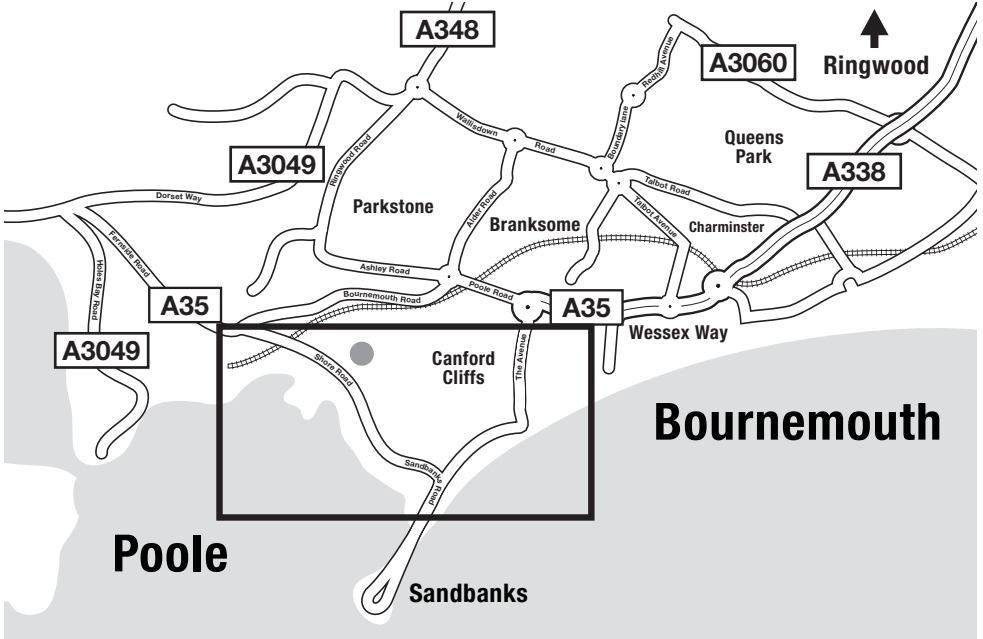 A348
A3060
Ringwood
Redhill Avenue
Boundary lane
Wallisdown
Road
Queens
Park
A3049
Ringwood Road
A338
Talbot Road
Dorset Way
Parkstone
Alder Road
Branksome
Talbot Avenue
Charminster
Fernside Road
Holes Bay Road
Ashley Road
Bournemouth Road
Poole Road
A35
A35
Wessex Way
A3049
Shore Road
Canford
Cliffs
The Avenue
Bournemouth
Sandbanks
Road
Poole
Sandbanks